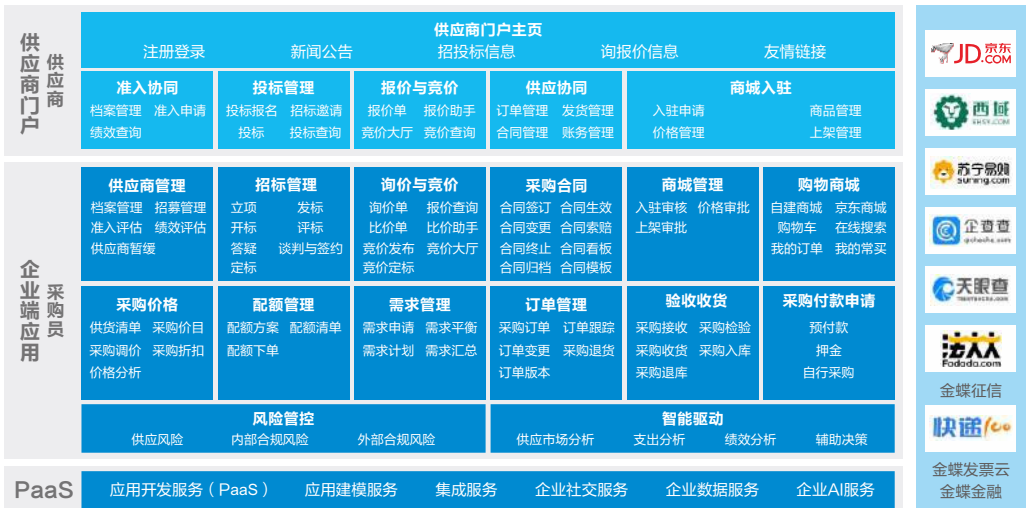 供应商门户
供应商
供应商门户主页
注册登录 新闻公告 招投标信息 询报价信息 友情链接
准入协同
档案管理 准入申请
绩效查询
投标管理
投标报名 招标邀请
投标 投标查询
报价与竞价
报价单 报价助手
竞价大厅 竞价查询
供应协同
订单管理 发货管理
合同管理 账务管理
商城入驻
入驻申请 商品管理
价格管理 上架管理
企业端应用
采购员
供应商管理
档案管理 招募管理
准入评估 绩效评估
供应商暂缓
招标管理
立项 发标
开标 评标
答疑 谈判与签约
定标
询价与竞价
询价单 报价查询
比价单 比价助手
竞价发布 竞价大厅
竞价定标
采购合同
合同签订 合同生效
合同变更 合同索赔
合同终止 合同看板
合同归档 合同模板
商城管理
入驻审核 价格审批
上架审批
购物商城
自建商城 京东商城
购物车 在线搜索
我的订单 我的常买
采购价格
供货清单 采购价目
采购调价 采购折扣
价格分析
配额管理
配额方案 配额清单
配额下单
需求管理
需求申请 需求平衡
需求计划 需求汇总
订单管理
采购订单 订单跟踪
订单变更 采购退货
订单版本
验收收货
采购接收 采购检验
采购收货 采购入库
采购退库
采购付款申请
预付款
押金
自行采购
风险管控
供应风险 内部合规风险 外部合规风险
智能驱动
供应市场分析 支出分析 绩效分析 辅助决策
PaaS
应用开发服务（PaaS） 应用建模服务 集成服务 企业社交服务 企业数据服务 企业AI服务
JD.COM 京东
西域
EHSY.COM
苏宁易购
suning.com
企查查
qichacha.com
天眼查
法大大
Fadada.com
金蝶征信
快递100
金蝶发票云
金蝶金融